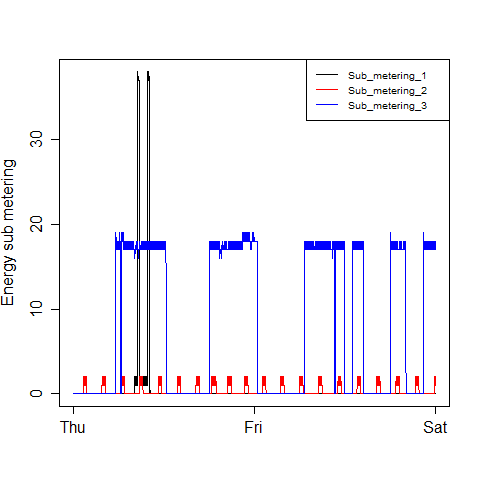 Sub_metering_1
Sub_metering_2
Sub_metering_3
Energy sub metering
30
20
10
0
Thu
Fri
Sat